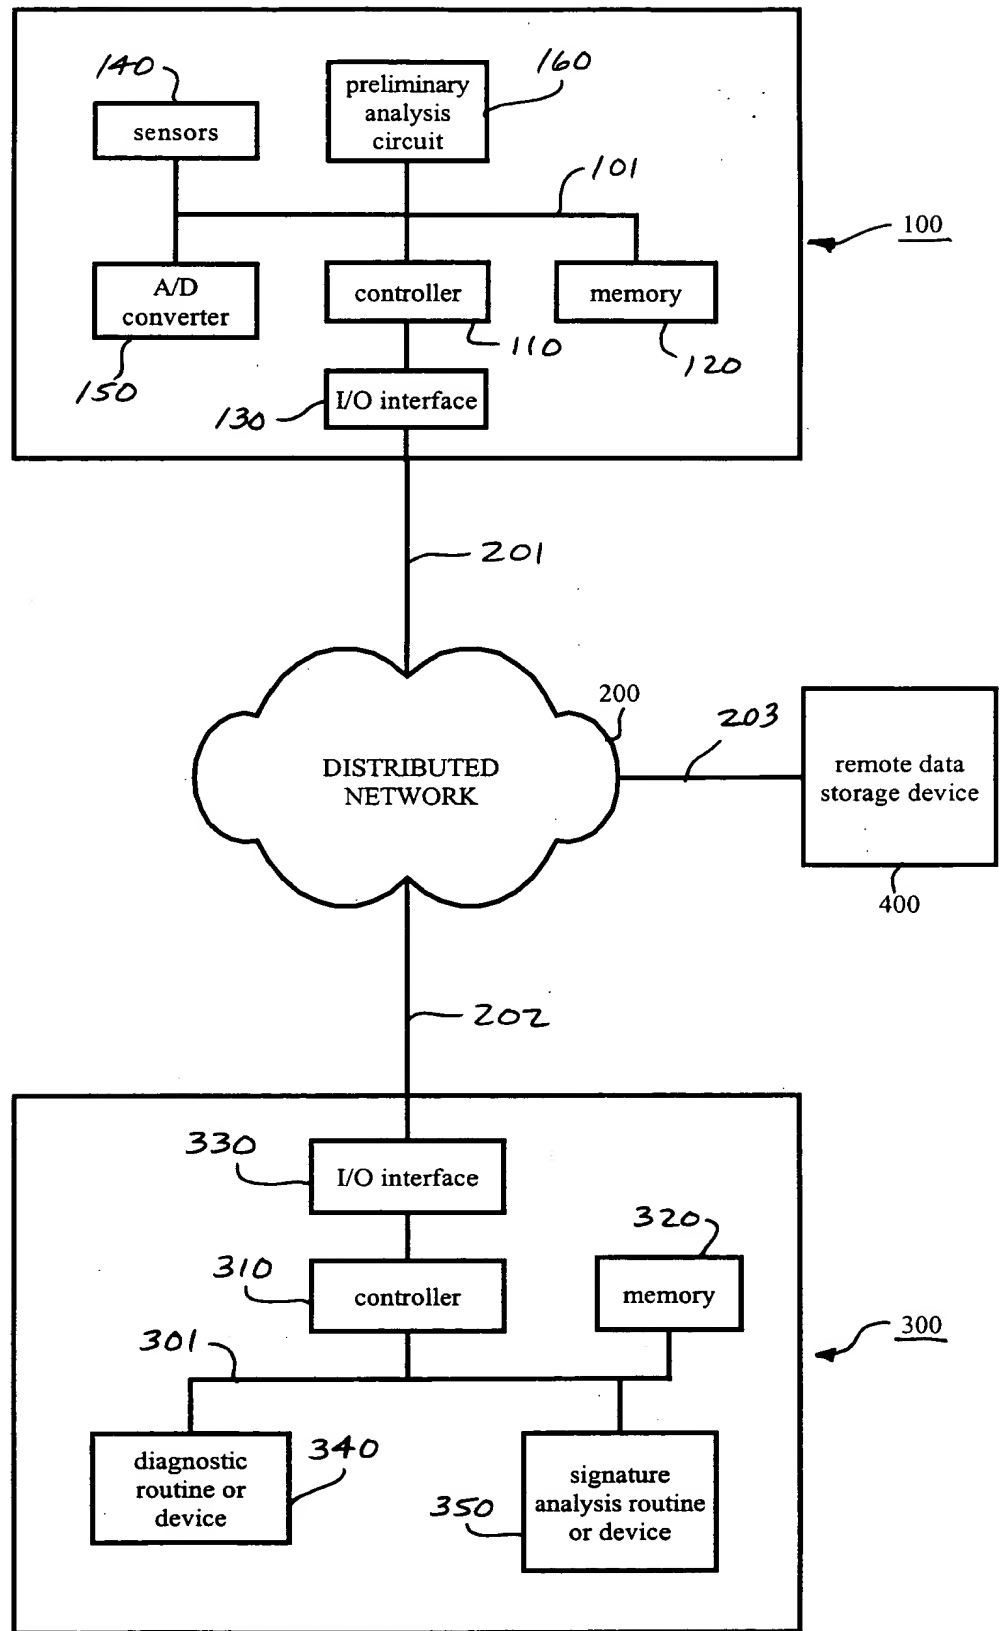 140
160
preliminary
analysis
circuit
sensors
101
100
A/D
converter
controller
memory
110
120
150
130
I/O interface
201
200
203
DISTRIBUTED
NETWORK
remote data
storage device
400
202
330
I/O interface
320
310
controller
memory
300
301
diagnostic
routine or
device
340
signature
analysis routine
or device
350